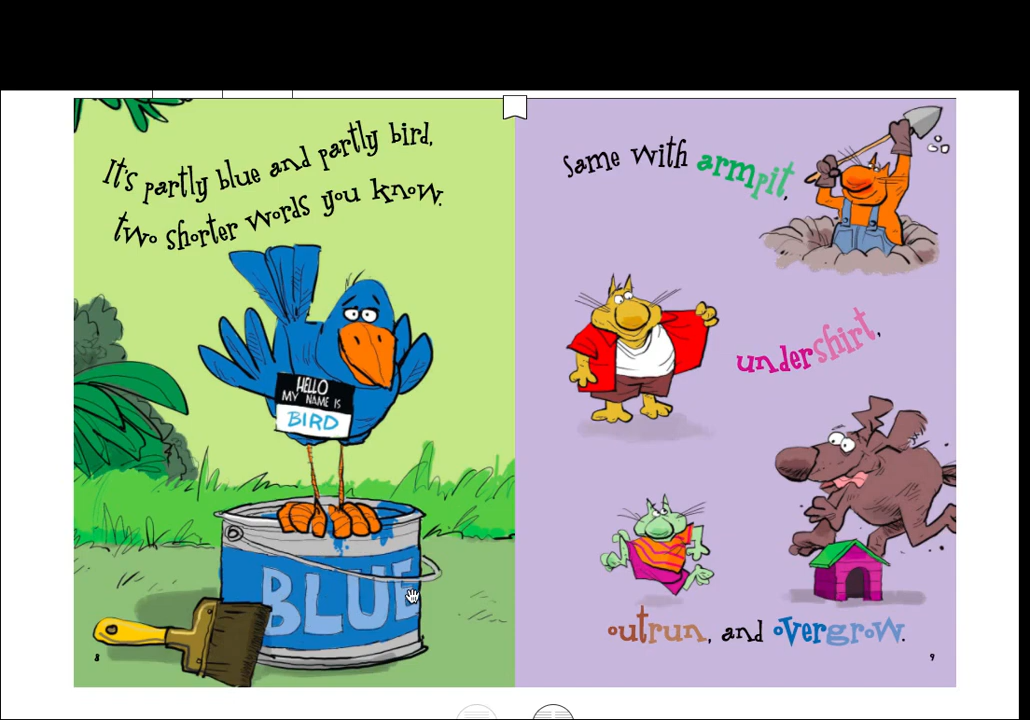 It's partly blue and partly bird,
two shorter words you know.
HELLO
MY NAME IS
BIRD
BLUE
8
Same with armpit,
undershirt,
outrun, and overgrow.
9